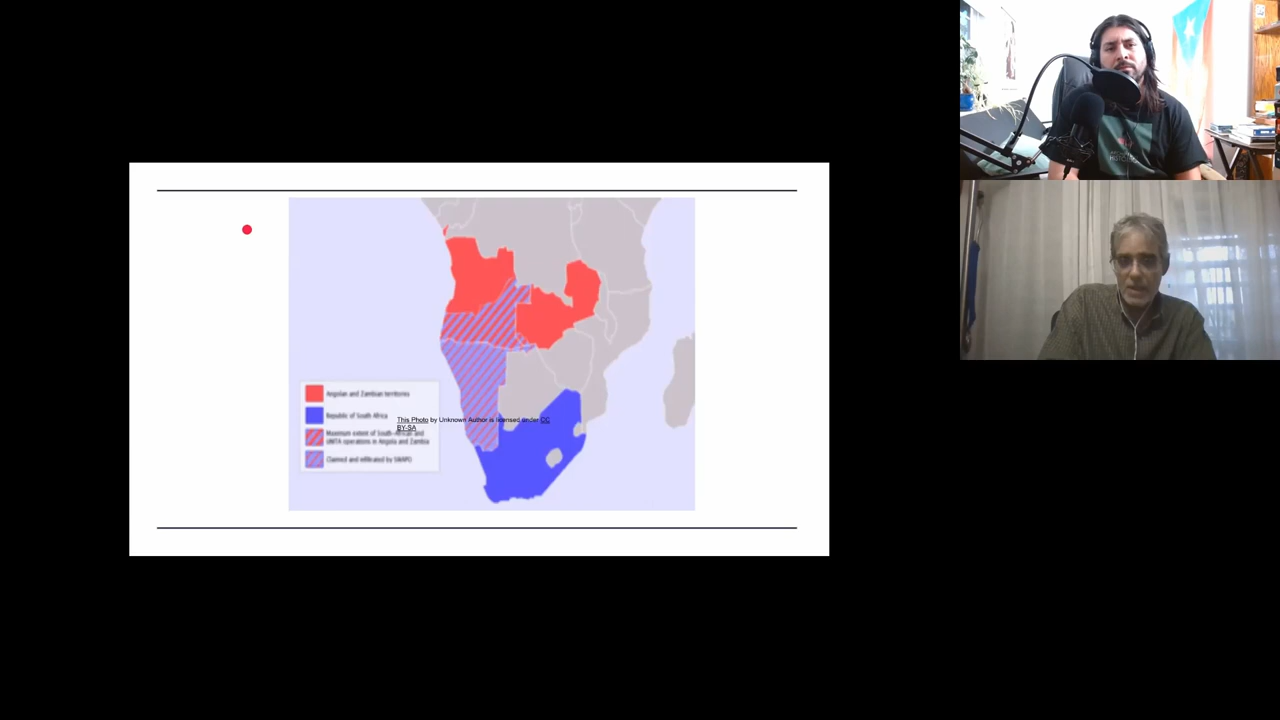 Angolan and Zambian territories
Republic of South Africa
This Photo by Unknown Author is licensed under CC
BY-SA
Maximum extent of South-African and
UNITA operations in Angola and Zambia
Claimed and infiltrated by SWAPO